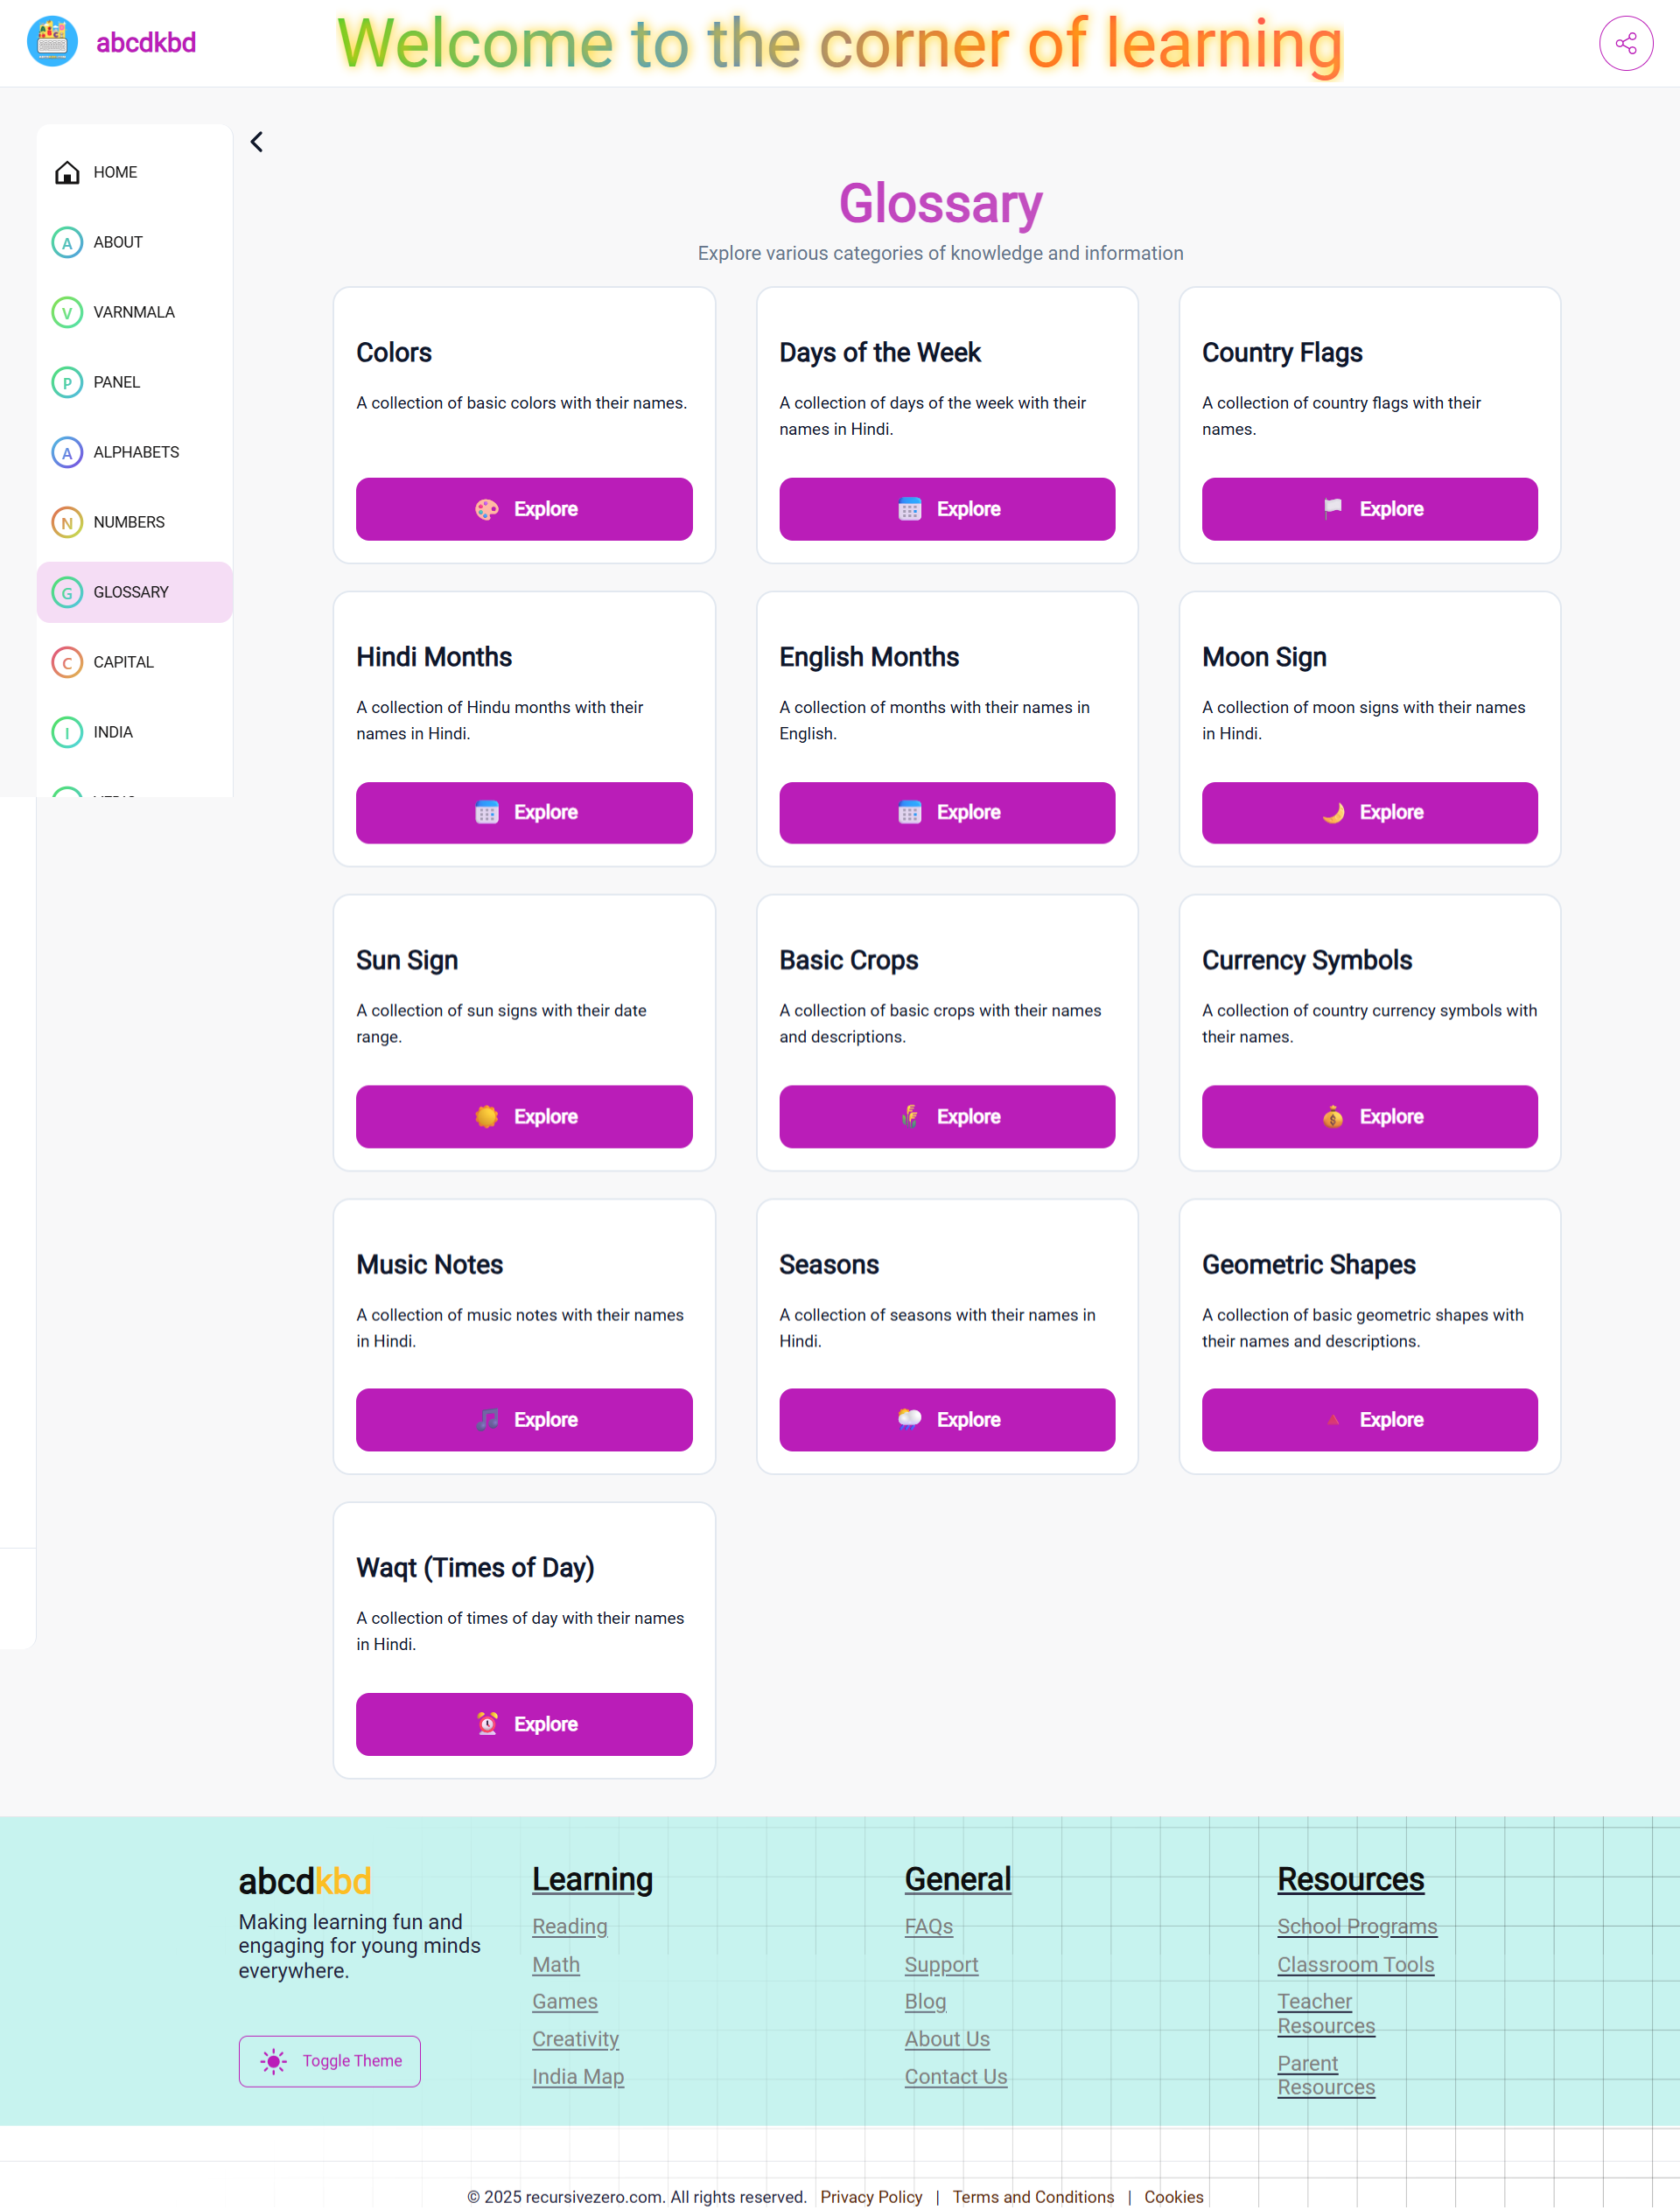 abcdkbd
Welcome to the corner of learning
HOME
A ABOUT
V VARNMALA
P PANEL
A ALPHABETS
N NUMBERS
G GLOSSARY
C CAPITAL
I INDIA
Glossary
Explore various categories of knowledge and information
Colors
A collection of basic colors with their names.
Explore
Days of the Week
A collection of days of the week with their
names in Hindi.
Explore
Country Flags
A collection of country flags with their
names.
Explore
Hindi Months
A collection of Hindu months with their
names in Hindi.
Explore
English Months
A collection of months with their names in
English.
Explore
Moon Sign
A collection of moon signs with their names
in Hindi.
Explore
Sun Sign
A collection of sun signs with their date
range.
Explore
Basic Crops
A collection of basic crops with their names
and descriptions.
Explore
Currency Symbols
A collection of country currency symbols with
their names.
Explore
Music Notes
A collection of music notes with their names
in Hindi.
Explore
Seasons
A collection of seasons with their names in
Hindi.
Explore
Geometric Shapes
A collection of basic geometric shapes with
their names and descriptions.
Explore
Waqt (Times of Day)
A collection of times of day with their names
in Hindi.
Explore
abcdkbd
Making learning fun and
engaging for young minds
everywhere.
Toggle Theme
Learning
Reading
Math
Games
Creativity
India Map
General
FAQs
Support
Blog
About Us
Contact Us
Resources
School Programs
Classroom Tools
Teacher
Resources
Parent
Resources
© 2025 recursivezero.com. All rights reserved. Privacy Policy | Terms and Conditions | Cookies